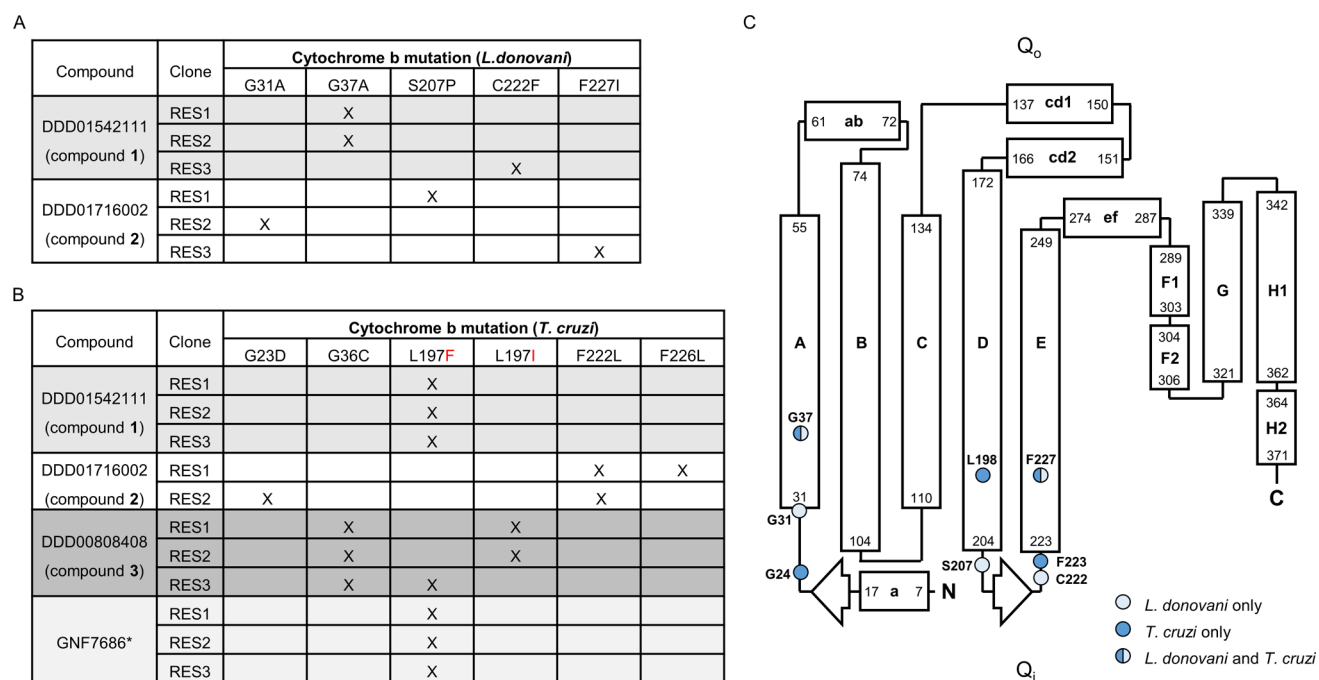 A
Compound Clone Cytochrome b mutation (L.donovani)
G31A G37A S207P C222F F227I
DDD01542111
(compound 1)
RES1 X
RES2 X
RES3 X
DDD01716002
(compound 2)
RES1 X
RES2 X
RES3 X
B
Compound Clone Cytochrome b mutation (T. cruzi)
G23D G36C L197F L197I F222L F226L
DDD01542111
(compound 1)
RES1 X
RES2 X
RES3 X
DDD01716002
(compound 2)
RES1 X X
RES2 X X
DDD00808408
(compound 3)
RES1 X X
RES2 X X
RES3 X X
GNF7686*
RES1 X
RES2 X
RES3 X
C
Qo
137 cd1 150
61 ab 72
166 cd2 151
74 172
274 ef 287
339 342
55 134 249
289
F1
303
A B C D E G H1
304
F2
306
321 362
364
H2
371
C
G37
L198 F227
31 110
G31
104 204 223
S207 F223
G24 C222
17 a 7 N
L. donovani only
T. cruzi only
L. donovani and T. cruzi
Qi